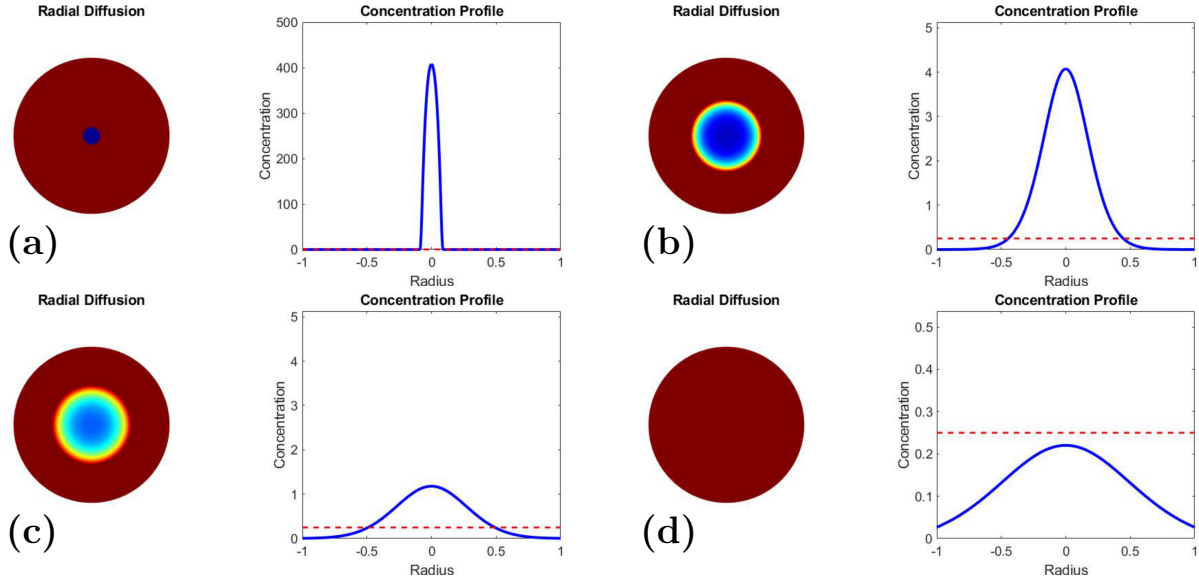 Radial Diffusion
Concentration Profile
500
400
300
200
100
0
Concentration
-1 -0.5 0 0.5 1
Radius
(a)
Radial Diffusion
Concentration Profile
5
4
3
2
1
0
Concentration
-1 -0.5 0 0.5 1
Radius
(b)
Radial Diffusion
Concentration Profile
5
4
3
2
1
0
Concentration
-1 -0.5 0 0.5 1
Radius
(c)
Radial Diffusion
Concentration Profile
0.5
0.4
0.3
0.2
0.1
0
Concentration
-1 -0.5 0 0.5 1
Radius
(d)